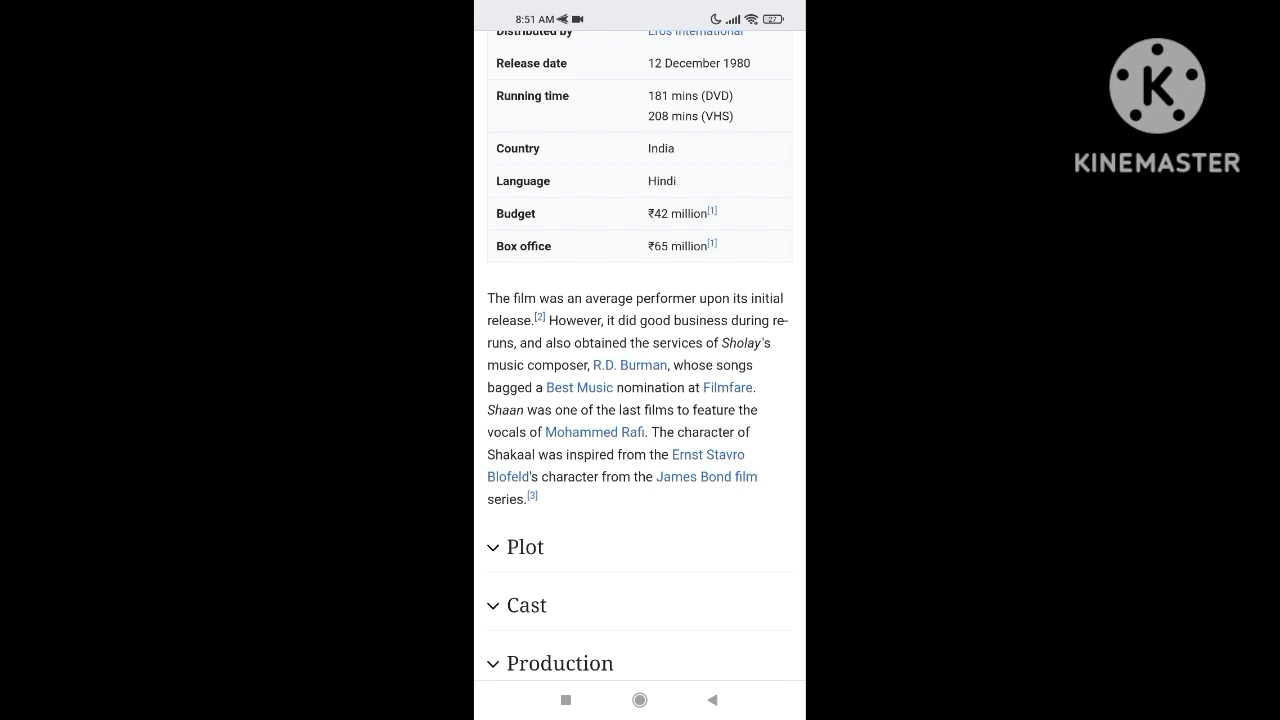 8:51 AM
27
Distributed by Eros International
Release date 12 December 1980
Running time 181 mins (DVD)
208 mins (VHS)
Country India
Language Hindi
Budget ₹42 million[1]
Box office ₹65 million[1]
The film was an average performer upon its initial
release.[2] However, it did good business during re-
runs, and also obtained the services of Sholay's
music composer, R.D. Burman, whose songs
bagged a Best Music nomination at Filmfare.
Shaan was one of the last films to feature the
vocals of Mohammed Rafi. The character of
Shakaal was inspired from the Ernst Stavro
Blofeld's character from the James Bond film
series.[3]
Plot
Cast
Production
K
KINEMASTER